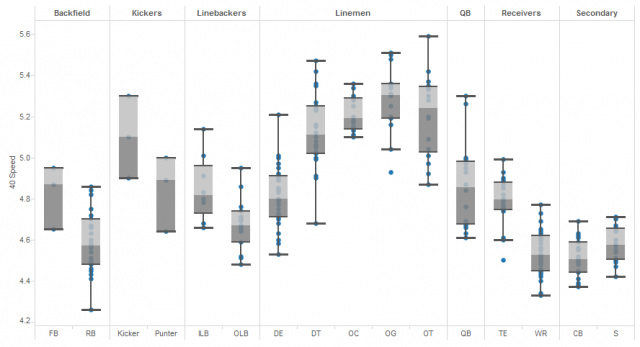 Backfield Kickers Linebackers Linemen QB Receivers Secondary
5.6
5.4
5.2
5.0
4.8
4.6
4.4
4.2
40 Speed
FB RB Kicker Punter ILB OLB DE DT OC OG OT QB TE WR CB S